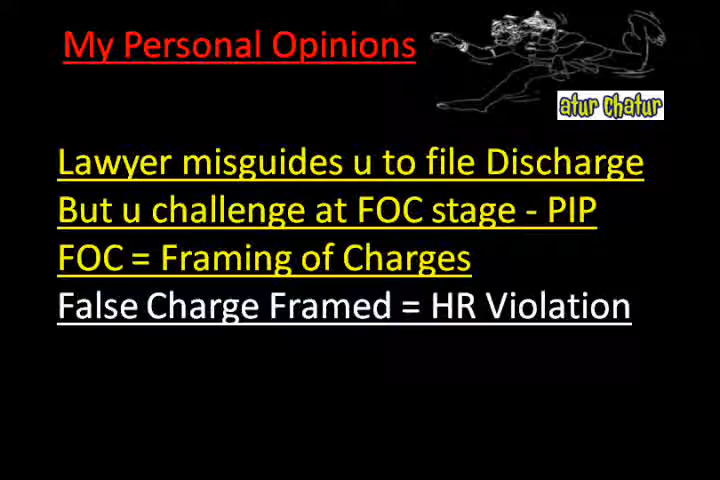 My Personal Opinions
atur chatur
Lawyer misguides u to file Discharge
But u challenge at FOC stage - PIP
FOC = Framing of Charges
False Charge Framed = HR Violation